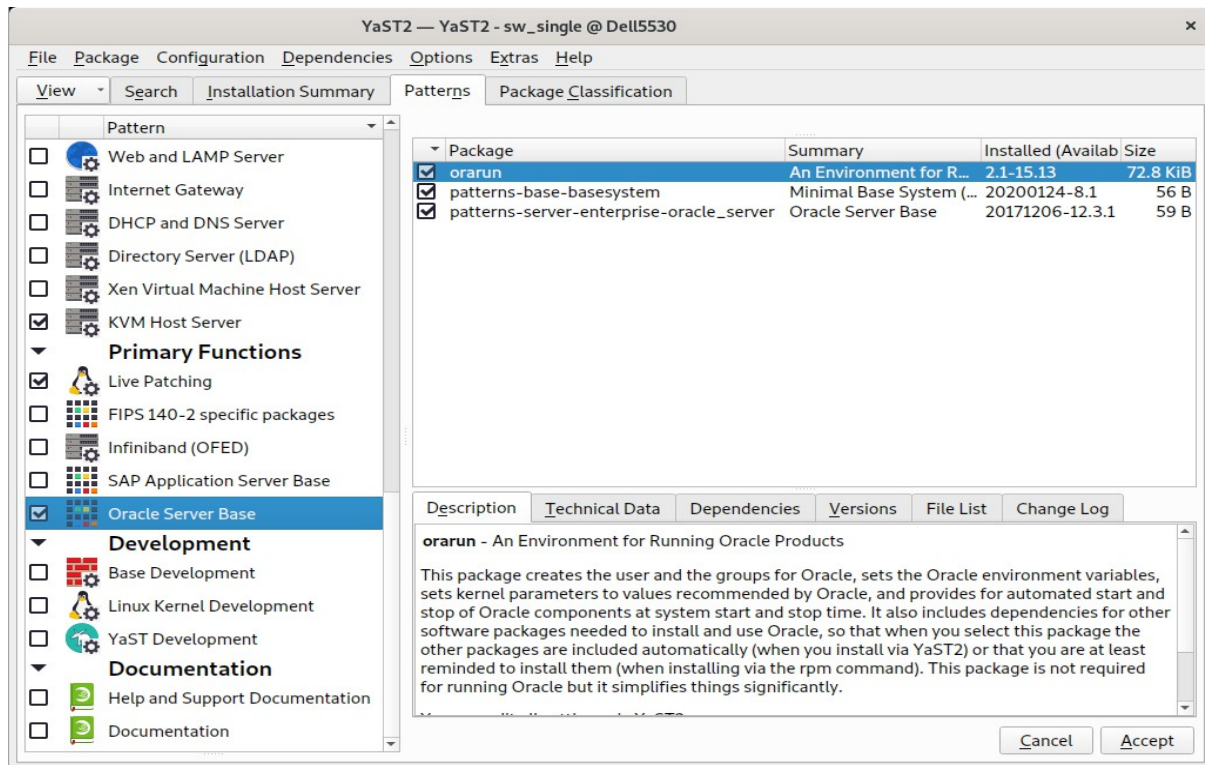 YaST2 — YaST2 - sw_single @ Dell5530 ×
File Package Configuration Dependencies Options Extras Help
View Search Installation Summary Patterns Package Classification
Pattern
Web and LAMP Server
Internet Gateway
DHCP and DNS Server
Directory Server (LDAP)
Xen Virtual Machine Host Server
KVM Host Server
Primary Functions
Live Patching
FIPS 140-2 specific packages
Infiniband (OFED)
SAP Application Server Base
Oracle Server Base
Development
Base Development
Linux Kernel Development
YaST Development
Documentation
Help and Support Documentation
Documentation
Package Summary Installed (Availab Size
orarun An Environment for R... 2.1-15.13 72.8 KiB
patterns-base-basesystem Minimal Base System (... 20200124-8.1 56 B
patterns-server-enterprise-oracle_server Oracle Server Base 20171206-12.3.1 59 B
Description Technical Data Dependencies Versions File List Change Log
orarun - An Environment for Running Oracle Products
This package creates the user and the groups for Oracle, sets the Oracle environment variables,
sets kernel parameters to values recommended by Oracle, and provides for automated start and
stop of Oracle components at system start and stop time. It also includes dependencies for other
software packages needed to install and use Oracle, so that when you select this package the
other packages are included automatically (when you install via YaST2) or that you are at least
reminded to install them (when installing via the rpm command). This package is not required
for running Oracle but it simplifies things significantly.
Cancel Accept